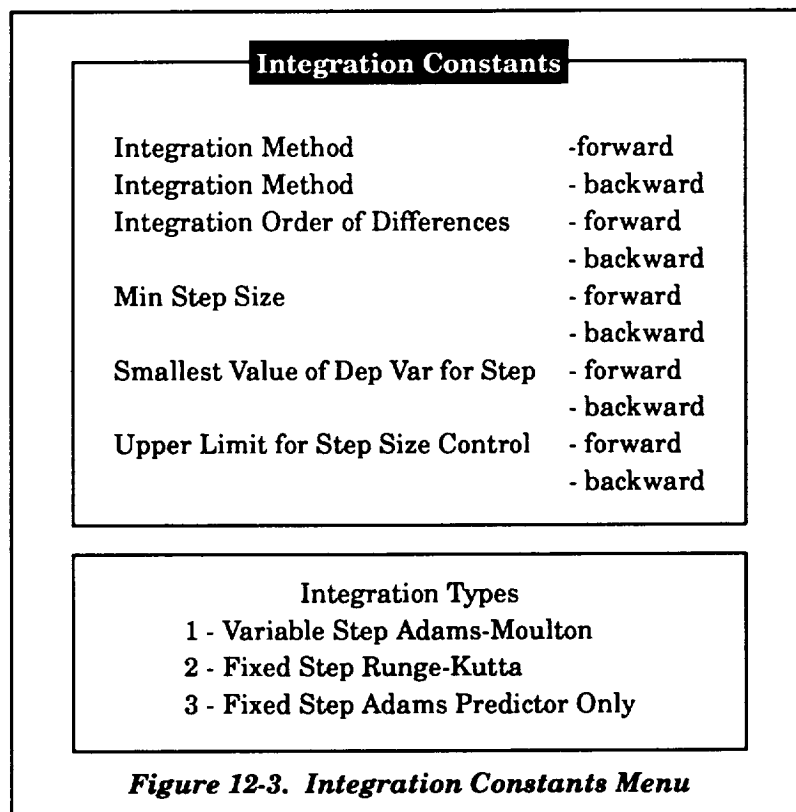 Integration Constants
Integration Method -forward
Integration Method - backward
Integration Order of Differences - forward
- backward
Min Step Size - forward
- backward
Smallest Value of Dep Var for Step - forward
- backward
Upper Limit for Step Size Control - forward
- backward
Integration Types
1 - Variable Step Adams-Moulton
2 - Fixed Step Runge-Kutta
3 - Fixed Step Adams Predictor Only
Figure 12-3. Integration Constants Menu